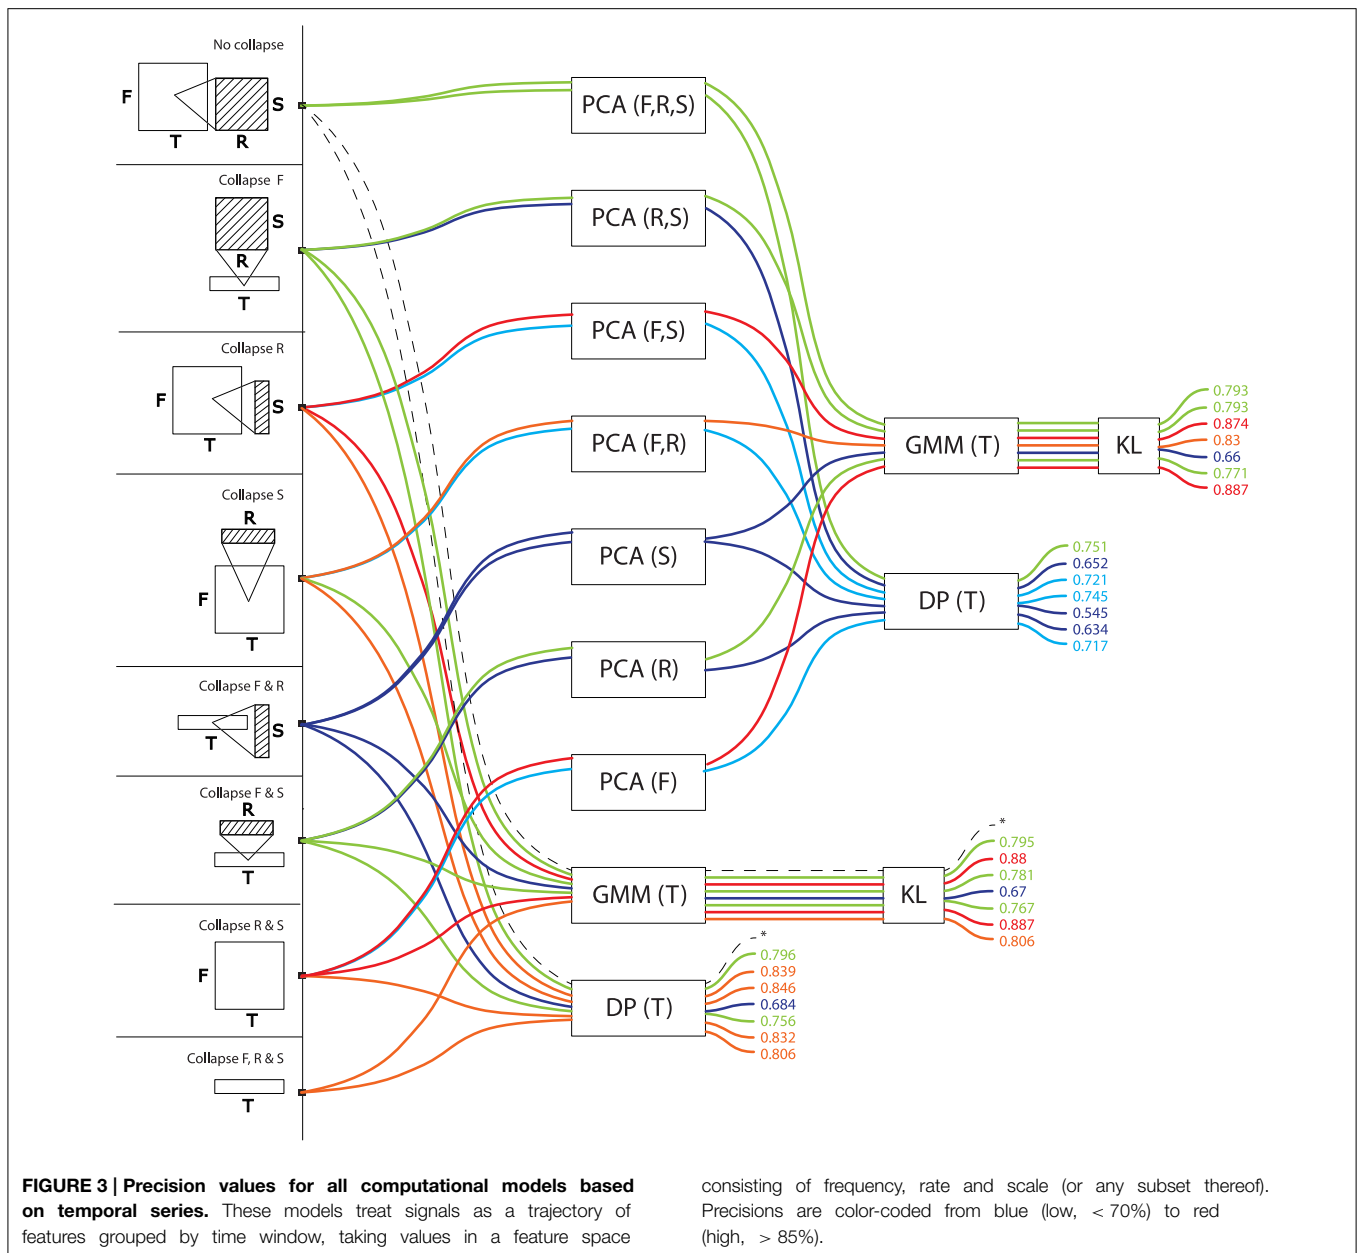 No collapse
F
S
T
R
Collapse F
S
R
T
Collapse R
F
S
T
Collapse S
R
F
T
Collapse F & R
S
T
Collapse F & S
R
T
Collapse R & S
F
T
Collapse F, R & S
T
PCA (F,R,S)
PCA (R,S)
PCA (F,S)
PCA (F,R)
PCA (S)
PCA (R)
PCA (F)
GMM (T)
DP (T)
GMM (T)
KL
0.793
0.793
0.874
0.83
0.66
0.771
0.887
DP (T)
0.751
0.652
0.721
0.745
0.545
0.634
0.717
KL
*
0.795
0.88
0.781
0.67
0.767
0.887
0.806
*
0.796
0.839
0.846
0.684
0.756
0.832
0.806
FIGURE 3 | Precision values for all computational models based
on temporal series. These models treat signals as a trajectory of
features grouped by time window, taking values in a feature space
consisting of frequency, rate and scale (or any subset thereof).
Precisions are color-coded from blue (low, < 70%) to red
(high, > 85%).